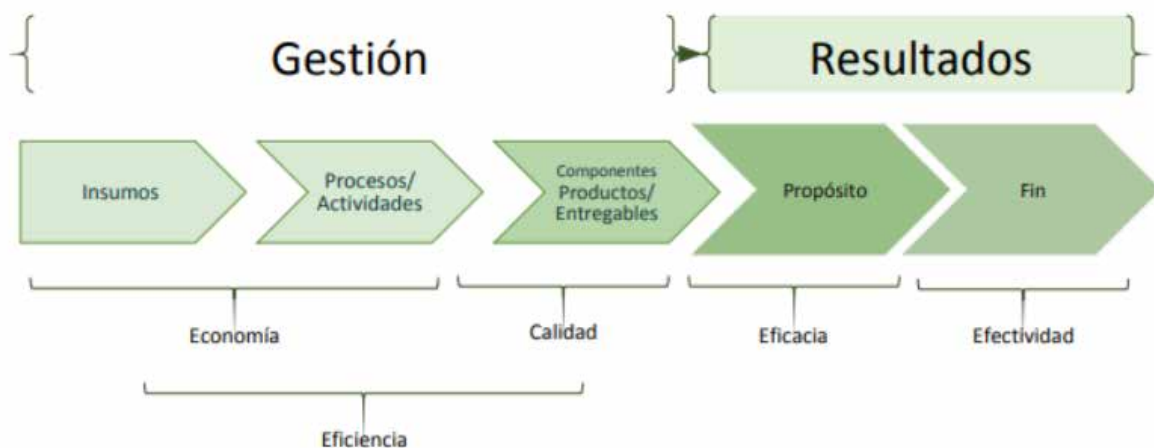 Gestión
Resultados
Insumos
Procesos/
Actividades
Componentes
Productos/
Entregables
Propósito
Fin
Economía
Calidad
Eficacia
Efectividad
Eficiencia